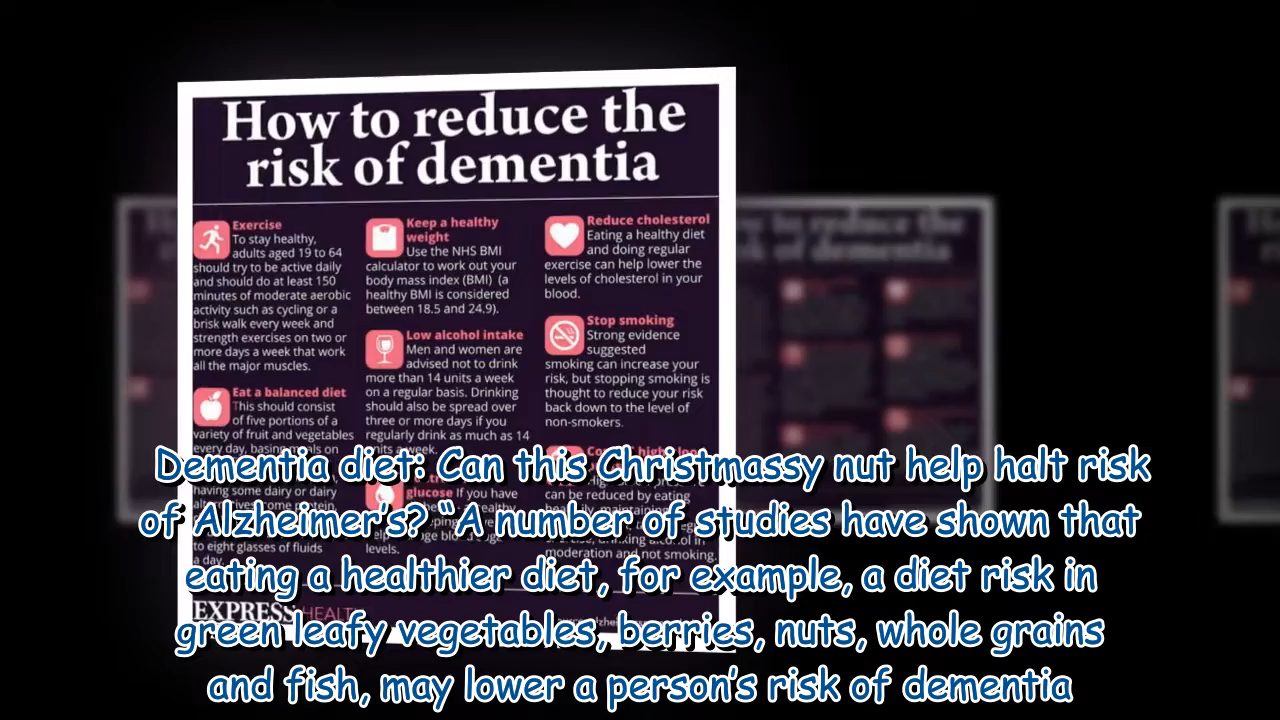 How to reduce the
risk of dementia
Exercise
To stay healthy,
adults aged 19 to 64
should try to be active daily
and should do at least 150
minutes of moderate aerobic
activity such as cycling or a
brisk walk every week and
strength exercises on two or
more days a week that work
all the major muscles.
Eat a balanced diet
This should consist
of five portions of a
variety of fruit and vegetables
every day, basing meals on
having some dairy or dairy
to eight glasses of fluids
a day.
Keep a healthy
weight
Use the NHS BMI
calculator to work out your
body mass index (BMI) (a
healthy BMI is considered
between 18.5 and 24.9).
Low alcohol intake
Men and women are
advised not to drink
more than 14 units a week
on a regular basis. Drinking
should also be spread over
three or more days if you
regularly drink as much as 14
units a week.
glucose If you have
levels.
Reduce cholesterol
Eating a healthy diet
and doing regular
exercise can help lower the
levels of cholesterol in your
blood.
Stop smoking
Strong evidence
suggested
smoking can increase your
risk, but stopping smoking is
thought to reduce your risk
back down to the level of
non-smokers.
can be reduced by eating
moderation and not smoking.
EXPRESS HEALTH
Dementia diet: Can this Christmassy nut help halt risk
of Alzheimer's? “A number of studies have shown that
eating a healthier diet, for example, a diet risk in
green leafy vegetables, berries, nuts, whole grains
and fish, may lower a person's risk of dementia